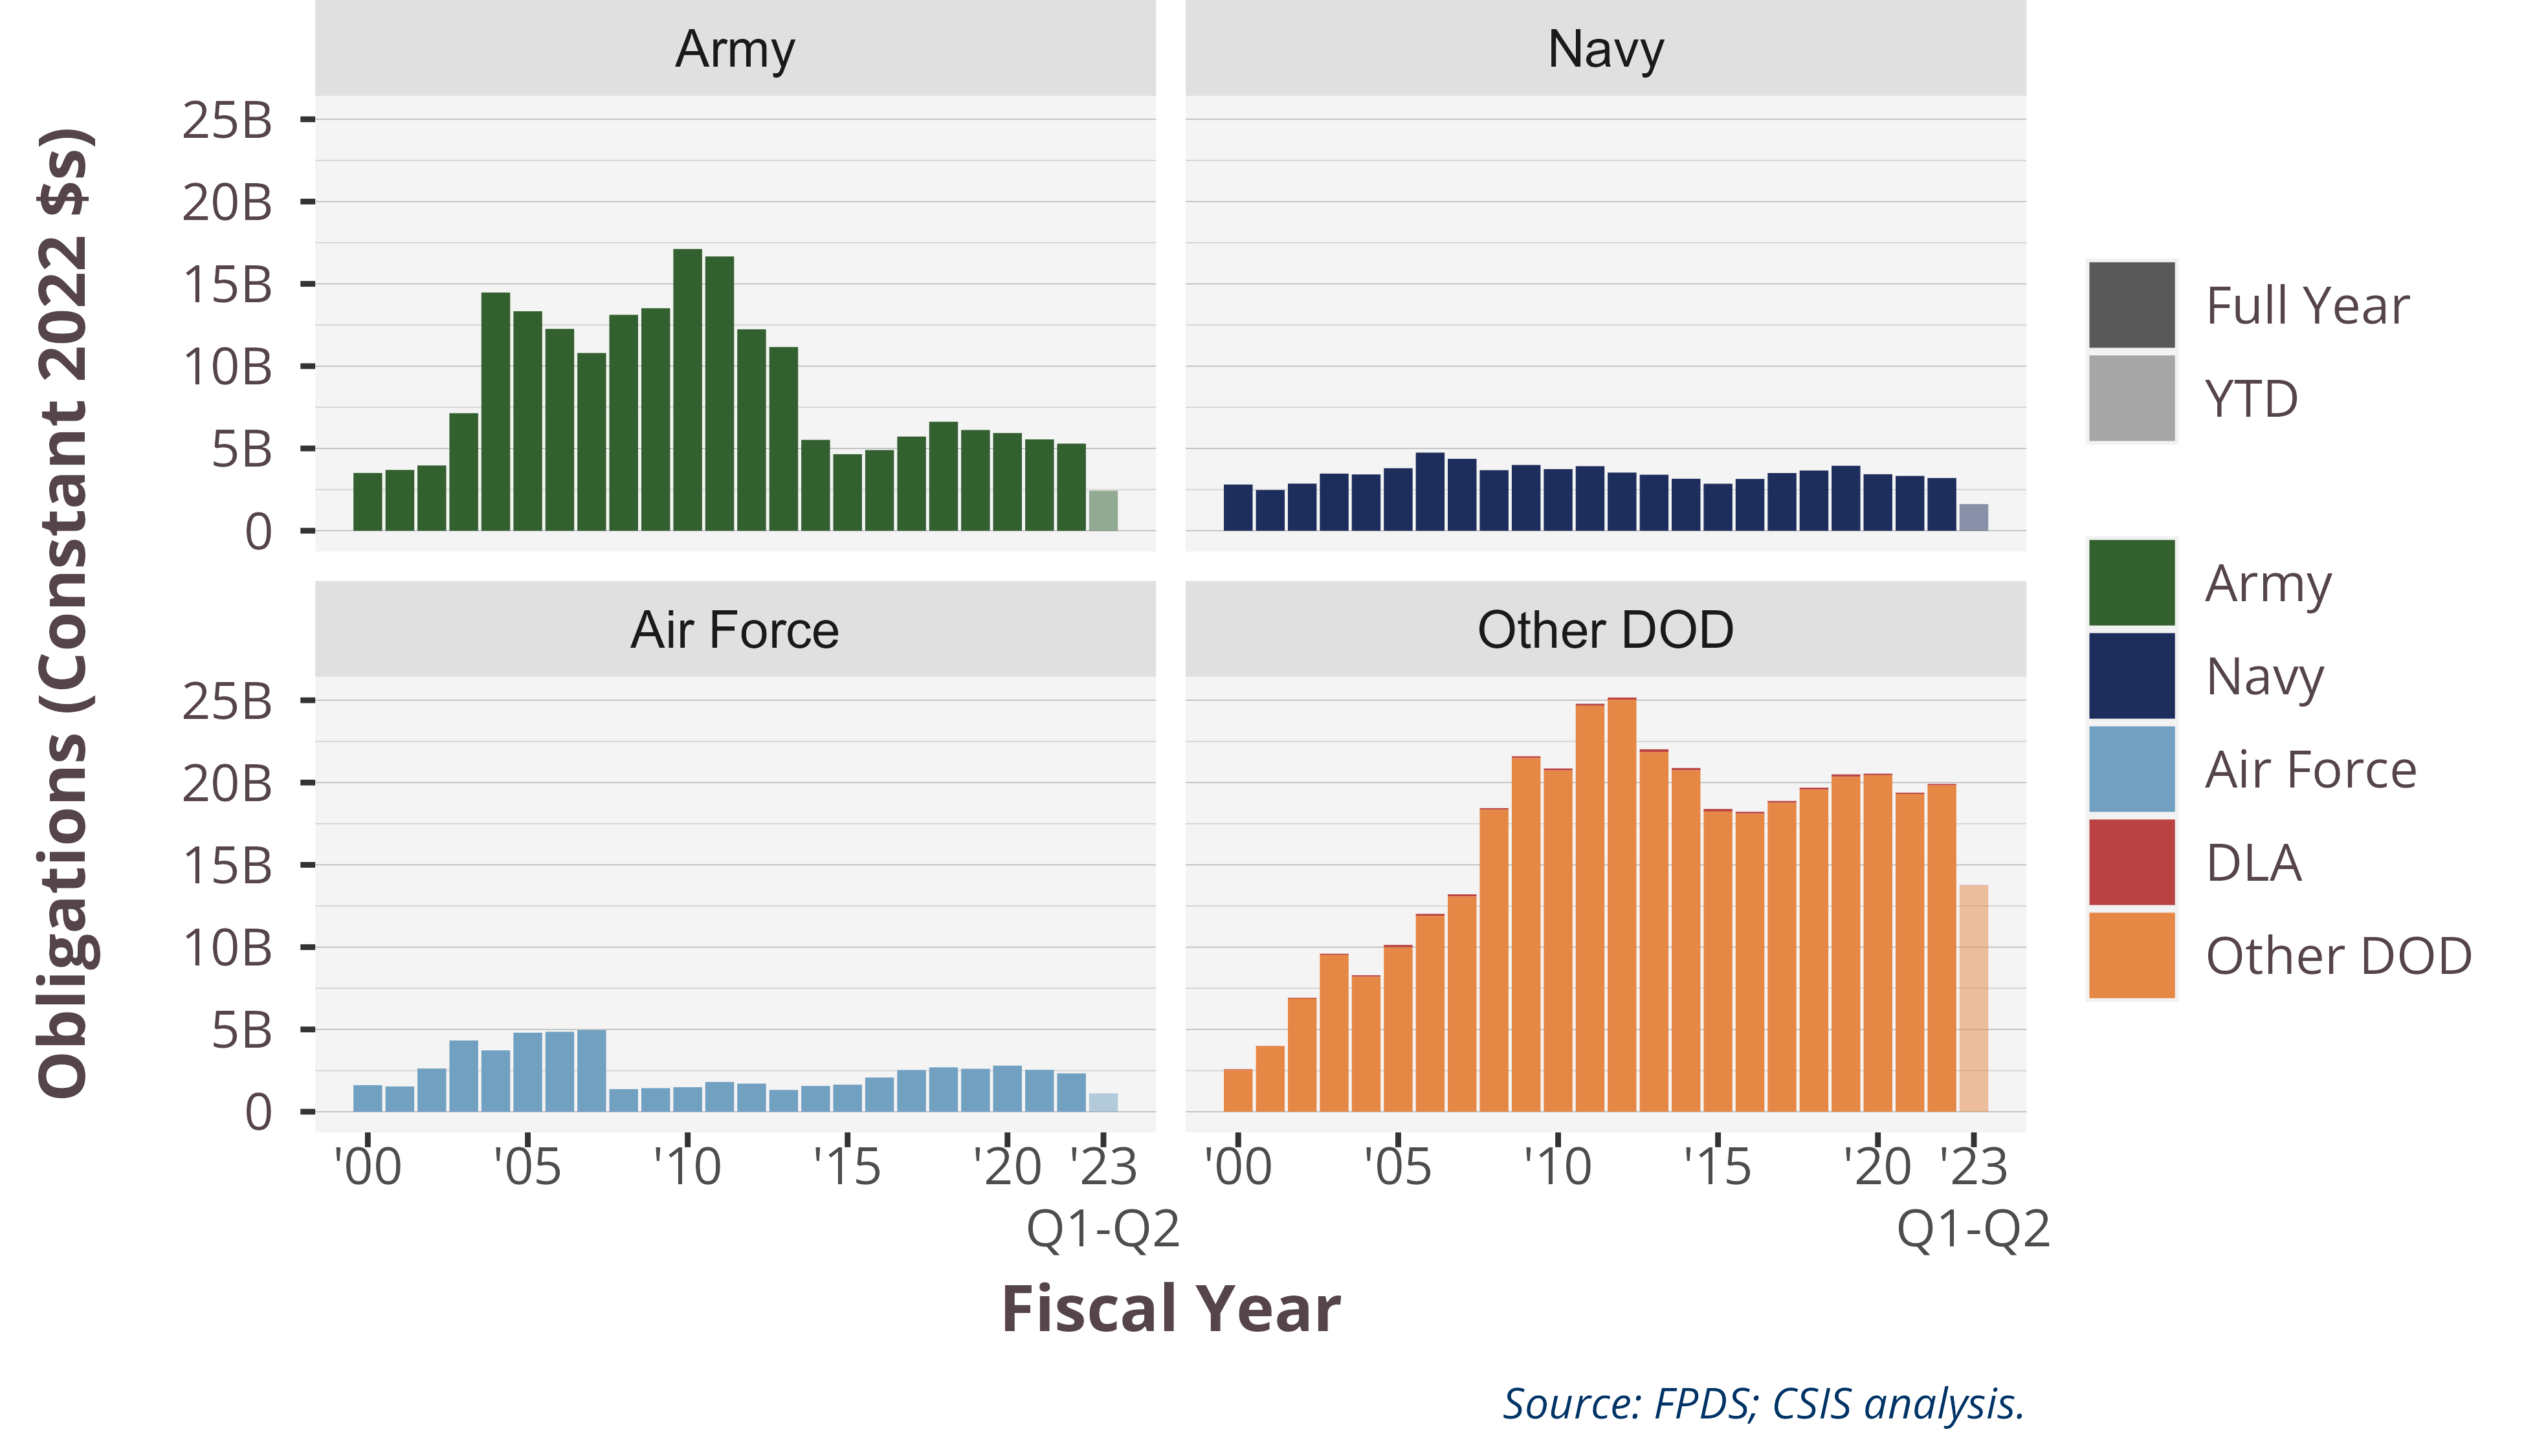 Army
Navy
25B
20B
15B
10B
5B
0
Air Force
Other DOD
25B
20B
15B
10B
5B
0
'00 '05 '10 '15 '20 '23
Q1-Q2
'00 '05 '10 '15 '20 '23
Q1-Q2
Obligations (Constant 2022 $s)
Fiscal Year
Full Year
YTD
Army
Navy
Air Force
DLA
Other DOD
Source: FPDS; CSIS analysis.